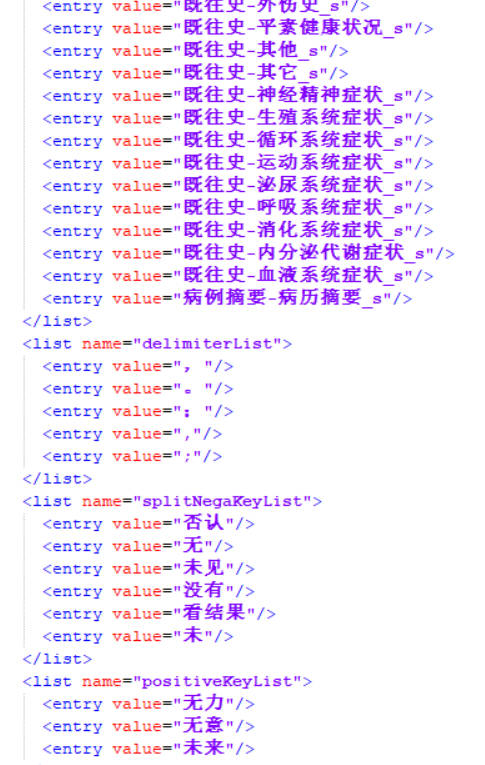 <entry value="既往史-外伤史_s"/>
<entry value="既往史-平素健康状况_s"/>
<entry value="既往史-其他_s"/>
<entry value="既往史-其它_s"/>
<entry value="既往史-神经精神症状_s"/>
<entry value="既往史-生殖系统症状_s"/>
<entry value="既往史-循环系统症状_s"/>
<entry value="既往史-运动系统症状_s"/>
<entry value="既往史-泌尿系统症状_s"/>
<entry value="既往史-呼吸系统症状_s"/>
<entry value="既往史-消化系统症状_s"/>
<entry value="既往史-内分泌代谢症状_s"/>
<entry value="既往史-血液系统症状_s"/>
<entry value="病例摘要-病历摘要_s"/>
</list>
<list name="delimiterList">
<entry value="，"/>
<entry value="。"/>
<entry value="；"/>
<entry value=","/>
<entry value=";"/>
</list>
<list name="splitNegaKeyList">
<entry value="否认"/>
<entry value="无"/>
<entry value="未见"/>
<entry value="没有"/>
<entry value="看结果"/>
<entry value="未"/>
</list>
<list name="positiveKeyList">
<entry value="无力"/>
<entry value="无意"/>
<entry value="未来"/>